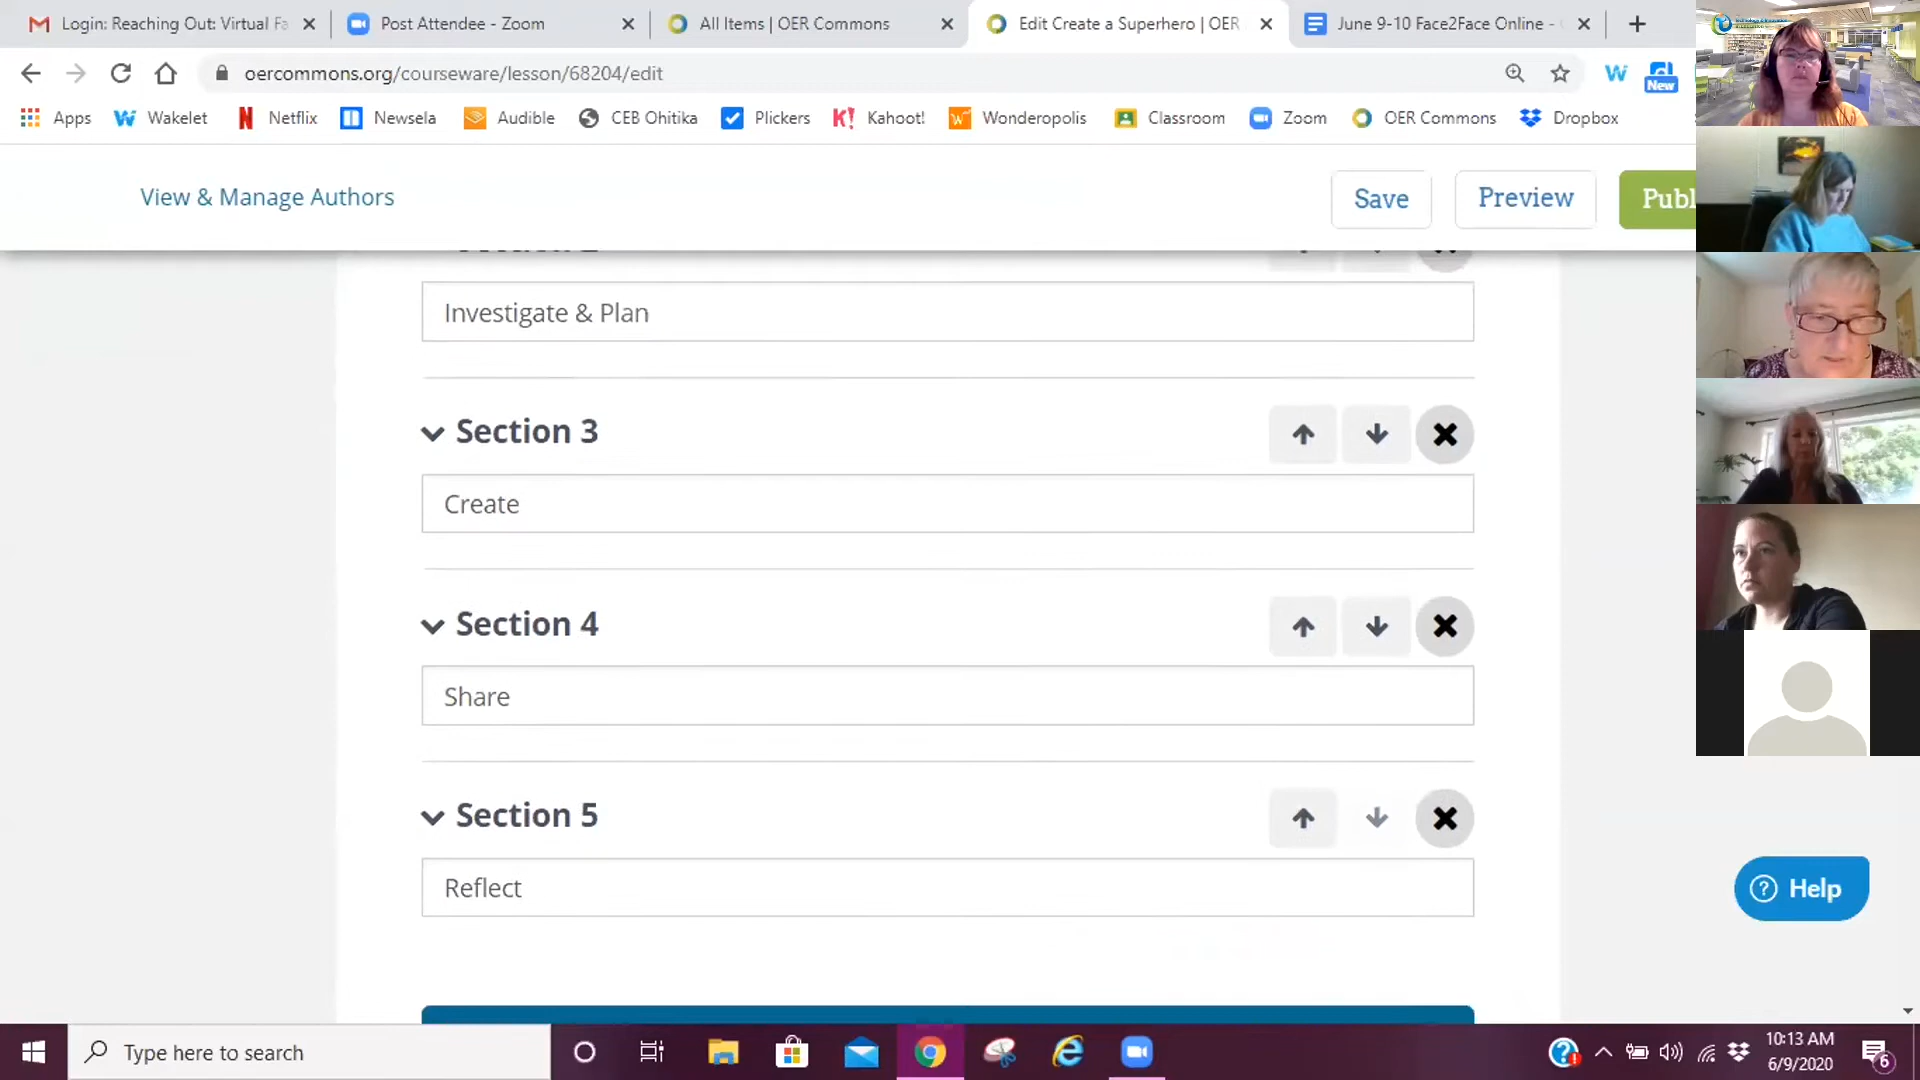 Login: Reaching Out: Virtual Fa
Post Attendee - Zoom
All Items | OER Commons
Edit Create a Superhero | OER
June 9-10 Face2Face Online -
oercommons.org/courseware/lesson/68204/edit
New
Apps
Wakelet
Netflix
Newsela
Audible
CEB Ohitika
Plickers
Kahoot!
Wonderopolis
Classroom
Zoom
OER Commons
Dropbox
View & Manage Authors
Save
Preview
Publ
Investigate & Plan
Section 3
Create
Section 4
Share
Section 5
Reflect
Help
Type here to search
10:13 AM
6/9/2020
6